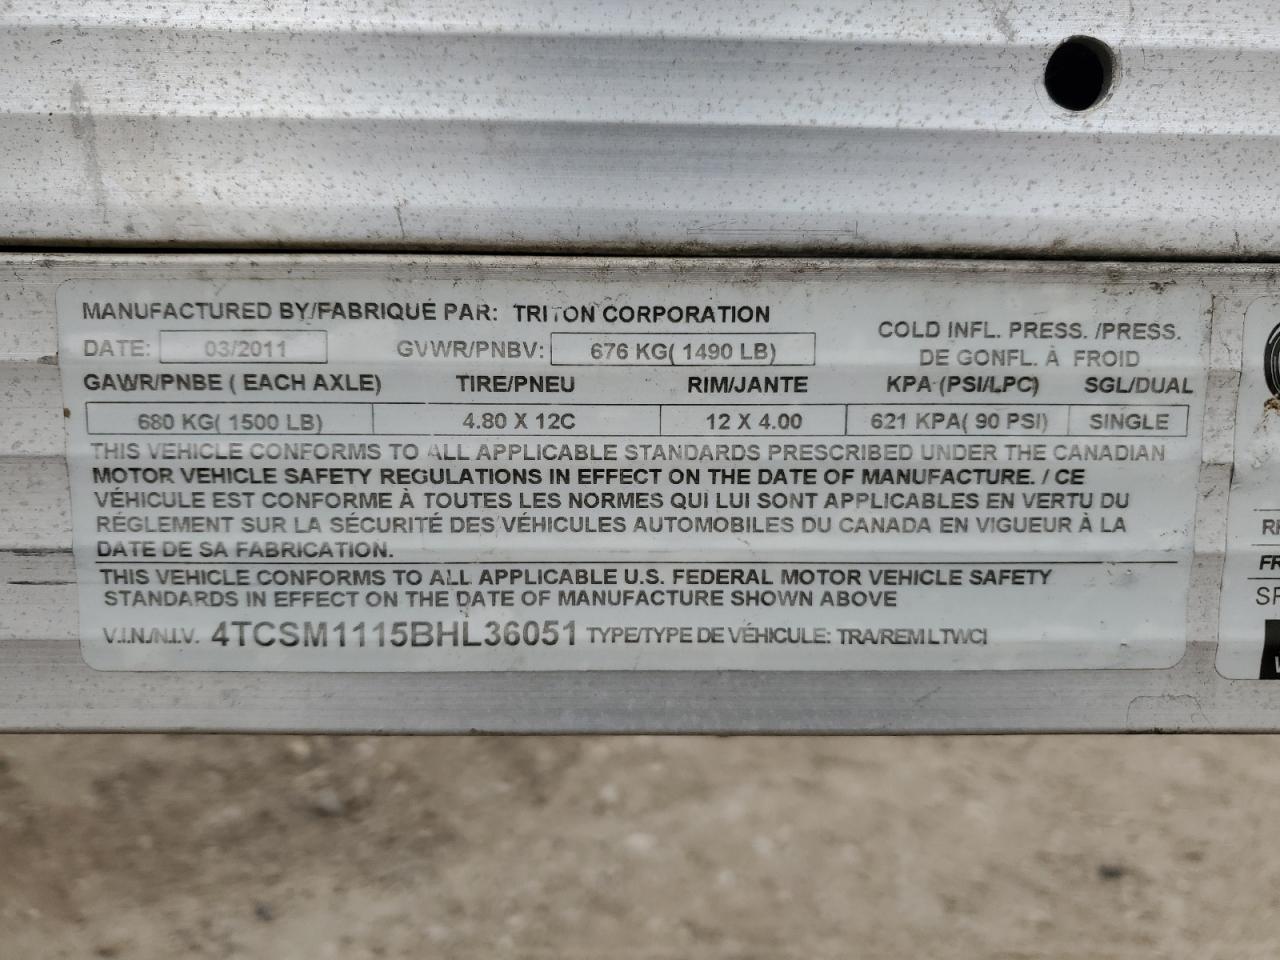 MANUFACTURED BY/FABRIQUÉ PAR: TRITON CORPORATION
DATE: 03/2011 GVWR/PNBV: 676 KG( 1490 LB)
COLD INFL. PRESS. /PRESS.
DE GONFL. À FROID
GAWR/PNBE ( EACH AXLE) TIRE/PNEU RIM/JANTE KPA (PSI/LPC) SGL/DUAL
680 KG( 1500 LB) 4.80 X 12C 12 X 4.00 621 KPA( 90 PSI) SINGLE
THIS VEHICLE CONFORMS TO ALL APPLICABLE STANDARDS PRESCRIBED UNDER THE CANADIAN
MOTOR VEHICLE SAFETY REGULATIONS IN EFFECT ON THE DATE OF MANUFACTURE. / CE
VÉHICULE EST CONFORME À TOUTES LES NORMES QUI LUI SONT APPLICABLES EN VERTU DU
RÉGLEMENT SUR LA SÉCURITÉ DES VÉHICULES AUTOMOBILES DU CANADA EN VIGUEUR À LA
DATE DE SA FABRICATION.
THIS VEHICLE CONFORMS TO ALL APPLICABLE U.S. FEDERAL MOTOR VEHICLE SAFETY
STANDARDS IN EFFECT ON THE DATE OF MANUFACTURE SHOWN ABOVE
V.I.N./N.I.V. 4TCSM1115BHL36051 TYPE/TYPE DE VÉHICULE: TRA/REM LTWCI